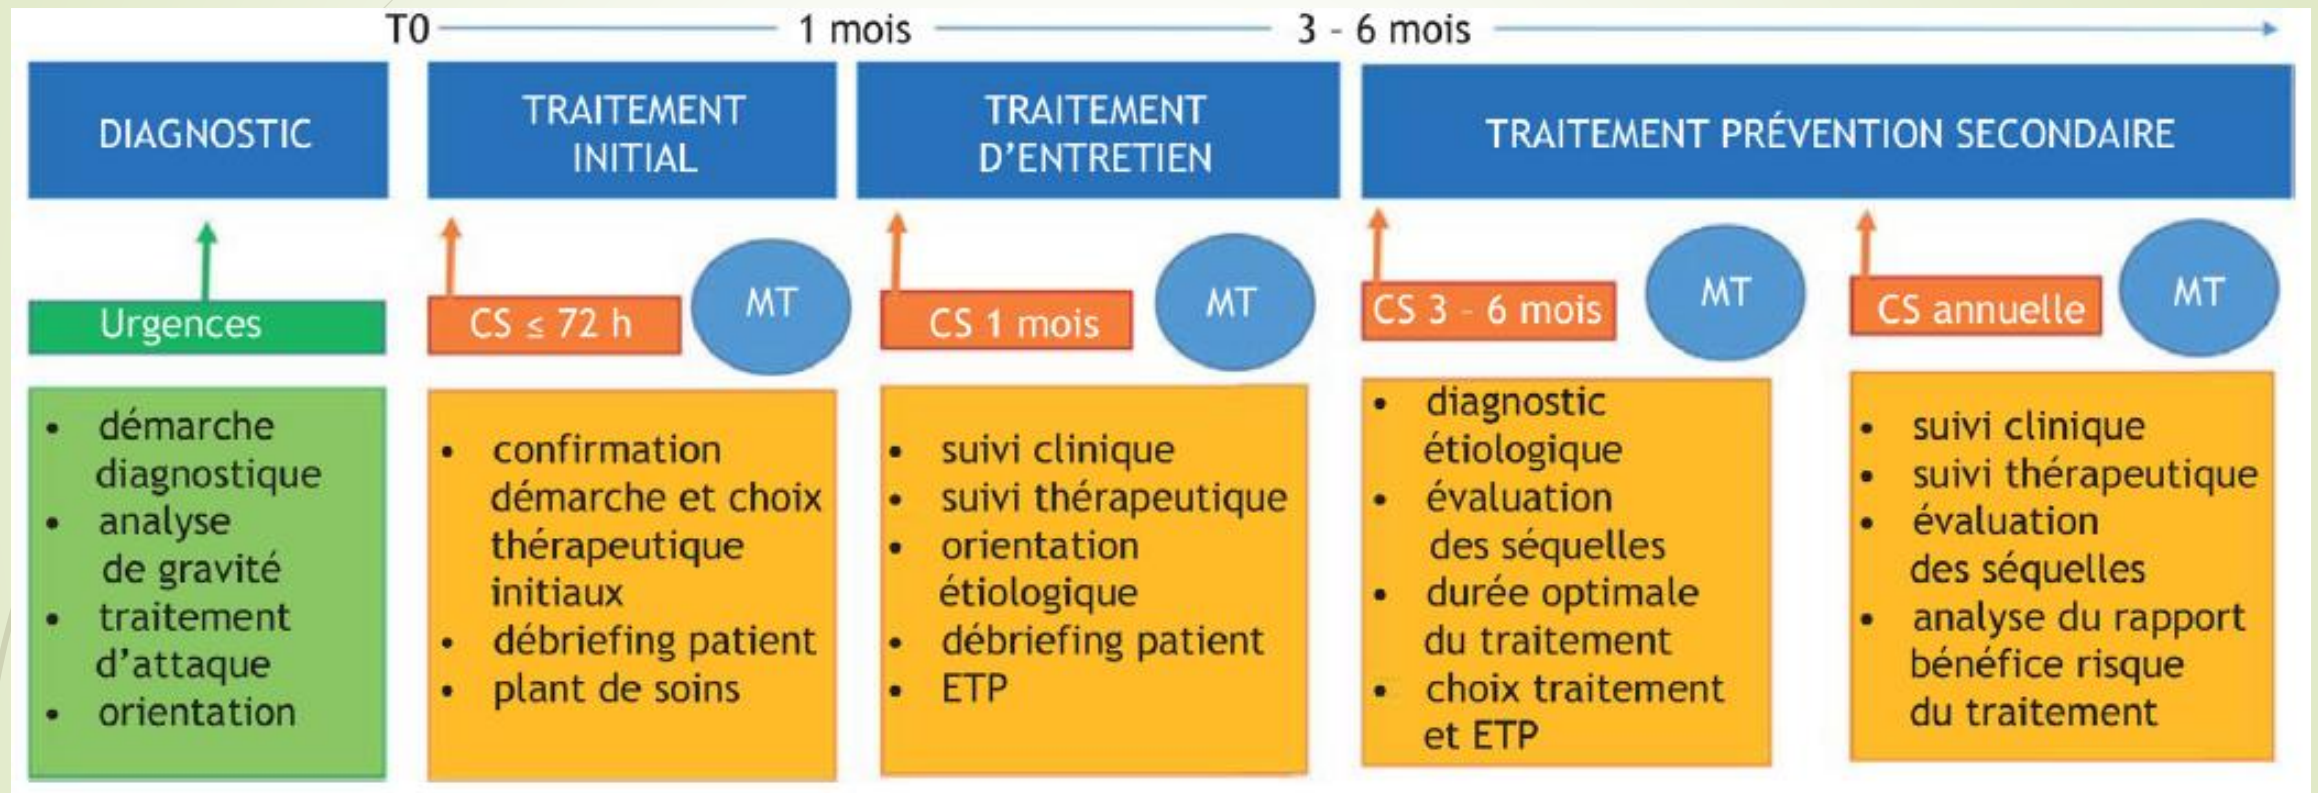 T0
1 mois
3 - 6 mois
DIAGNOSTIC
TRAITEMENT
INITIAL
TRAITEMENT
D'ENTRETIEN
TRAITEMENT PRÉVENTION SECONDAIRE
Urgences
CS ≤ 72 h
MT
CS 1 mois
MT
CS 3 - 6 mois
MT
CS annuelle
MT
• démarche
diagnostique
• analyse
de gravité
• traitement
d'attaque
• orientation
• confirmation
démarche et choix
thérapeutique
initiaux
• débriefing patient
• plant de soins
• suivi clinique
• suivi thérapeutique
• orientation
étiologique
• débriefing patient
• ETP
• diagnostic
étiologique
• évaluation
des séquelles
• durée optimale
du traitement
• choix traitement
et ETP
• suivi clinique
• suivi thérapeutique
• évaluation
des séquelles
• analyse du rapport
bénéfice risque
du traitement